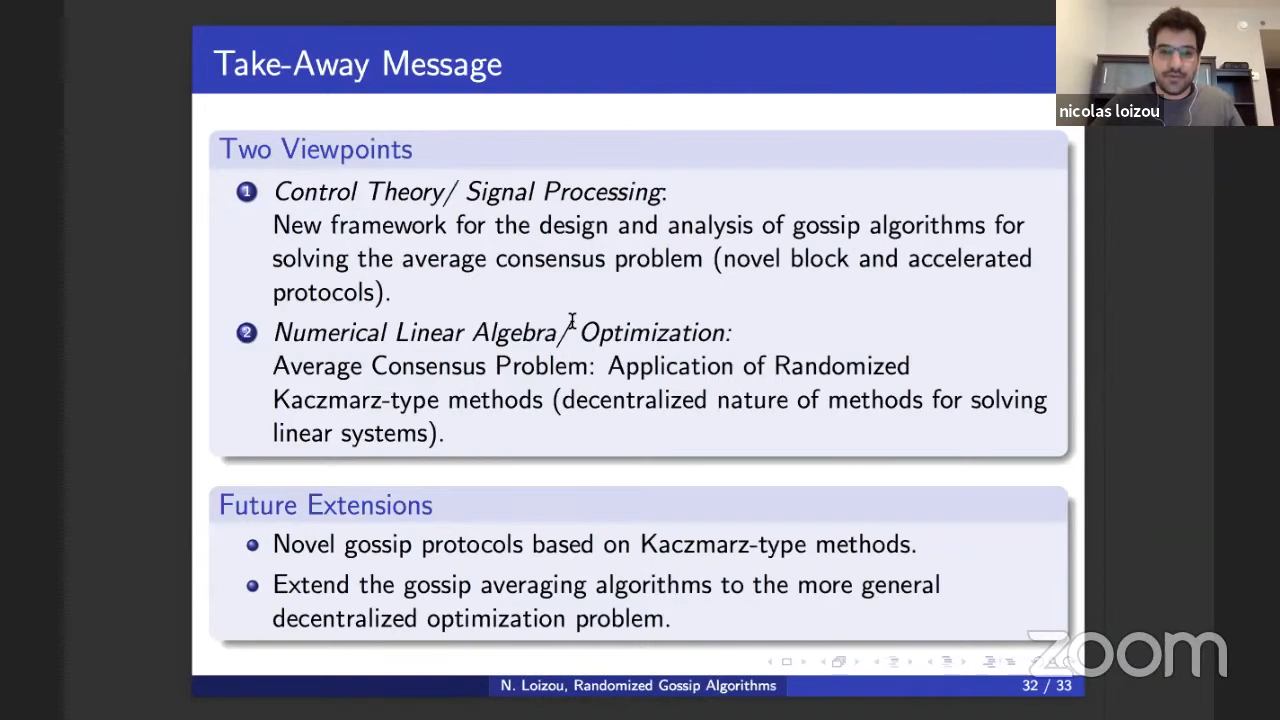 Take-Away Message
nicolas loizou
Two Viewpoints
1 Control Theory/ Signal Processing:
New framework for the design and analysis of gossip algorithms for
solving the average consensus problem (novel block and accelerated
protocols).
2 Numerical Linear Algebra/ Optimization:
Average Consensus Problem: Application of Randomized
Kaczmarz-type methods (decentralized nature of methods for solving
linear systems).
Future Extensions
Novel gossip protocols based on Kaczmarz-type methods.
Extend the gossip averaging algorithms to the more general
decentralized optimization problem.
zoom
N. Loizou, Randomized Gossip Algorithms 32 / 33